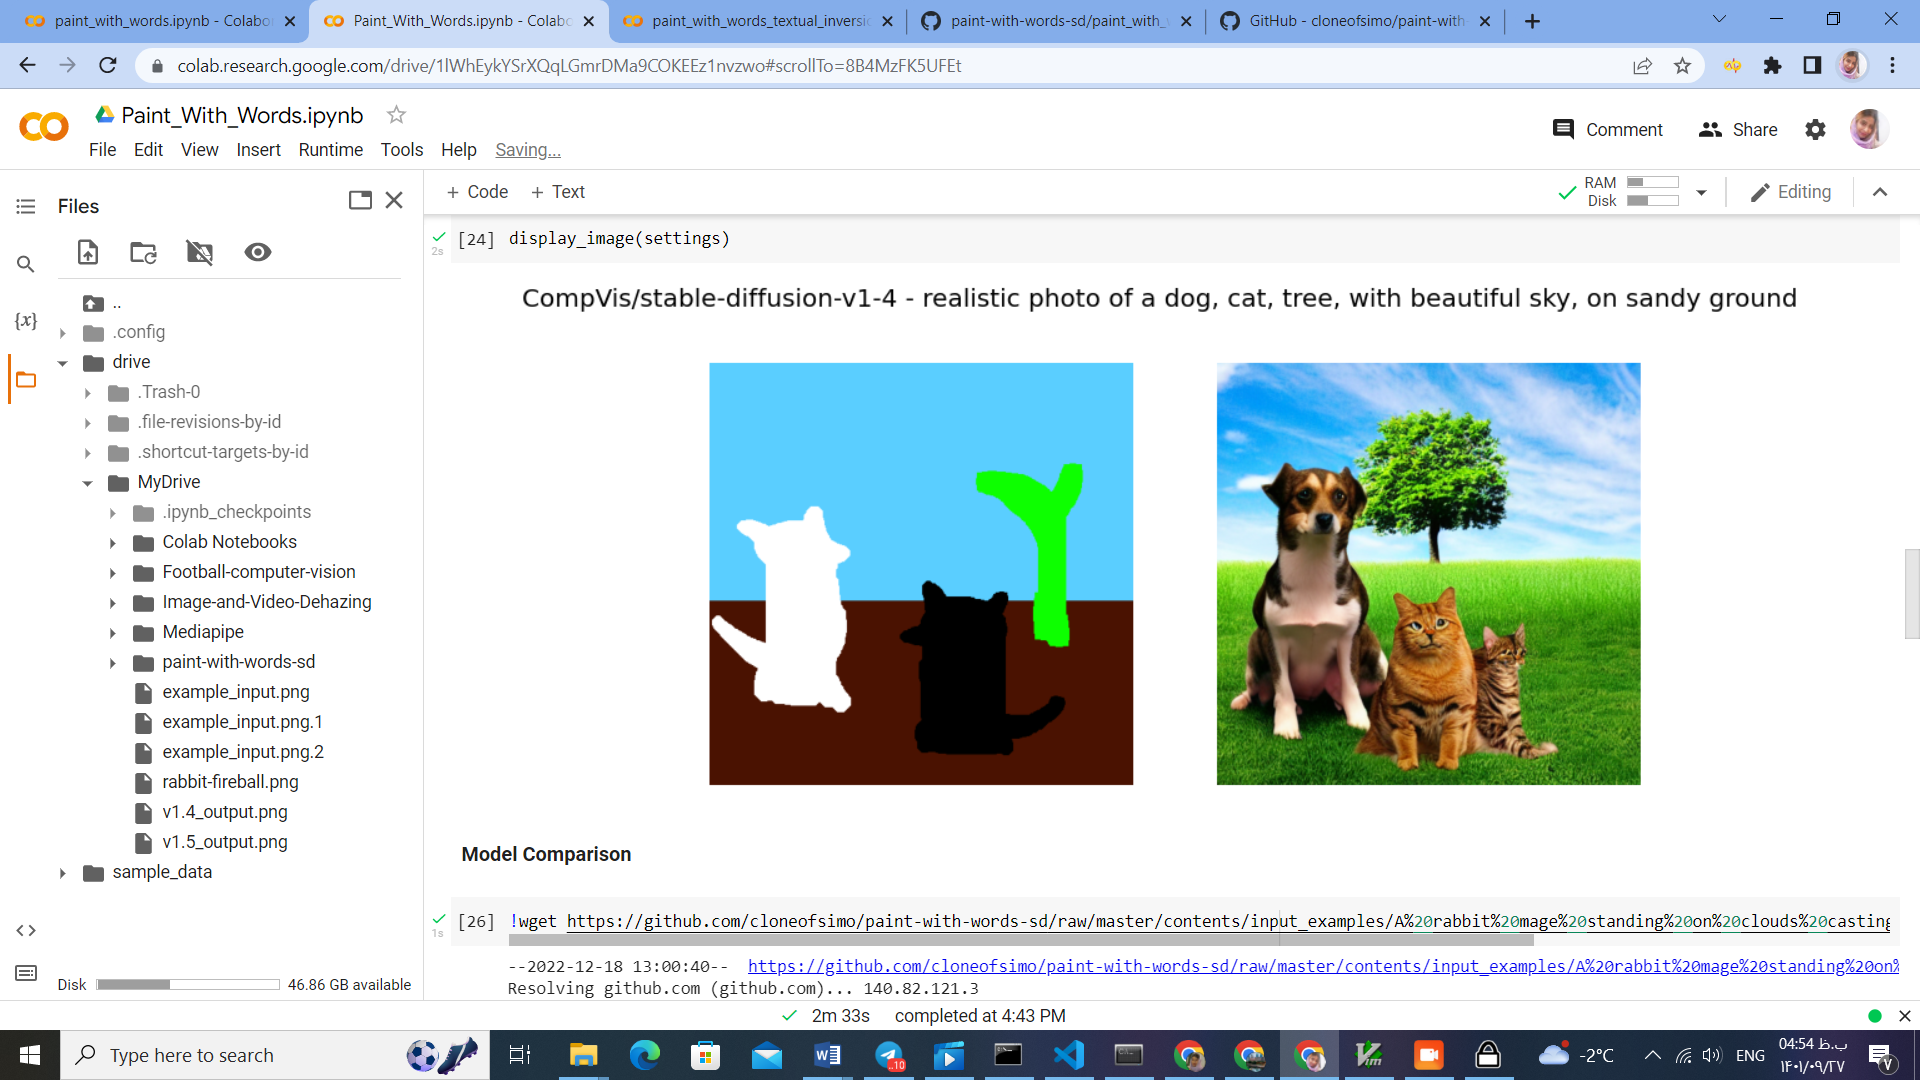 paint_with_words.ipynb - Colabo
Paint_With_Words.ipynb - Colabo
paint_with_words_textual_inversio
paint-with-words-sd/paint_with_
GitHub - cloneofsimo/paint-with
colab.research.google.com/drive/1lWhEykYSrXQqLGmrDMa9COKEEz1nvzwo#scrollTo=8B4MzFK5UFEt
Paint_With_Words.ipynb
Comment
Share
File Edit View Insert Runtime Tools Help Saving...
Files
+ Code + Text
RAM
Disk
Editing
..
.config
drive
.Trash-0
.file-revisions-by-id
.shortcut-targets-by-id
MyDrive
.ipynb_checkpoints
Colab Notebooks
Football-computer-vision
Image-and-Video-Dehazing
Mediapipe
paint-with-words-sd
example_input.png
example_input.png.1
example_input.png.2
rabbit-fireball.png
v1.4_output.png
v1.5_output.png
sample_data
Disk 46.86 GB available
2s
[24] display_image(settings)
CompVis/stable-diffusion-v1-4 - realistic photo of a dog, cat, tree, with beautiful sky, on sandy ground
Model Comparison
1s
[26] !wget https://github.com/cloneofsimo/paint-with-words-sd/raw/master/contents/input_examples/A%20rabbit%20mage%20standing%20on%20clouds%20casting
--2022-12-18 13:00:40-- https://github.com/cloneofsimo/paint-with-words-sd/raw/master/contents/input_examples/A%20rabbit%20mage%20standing%20on%
Resolving github.com (github.com)... 140.82.121.3
2m 33s completed at 4:43 PM
Type here to search
..10
-2°C
ENG
04:54 ب.ظ
۱۴۰۱/۰۹/۲۷